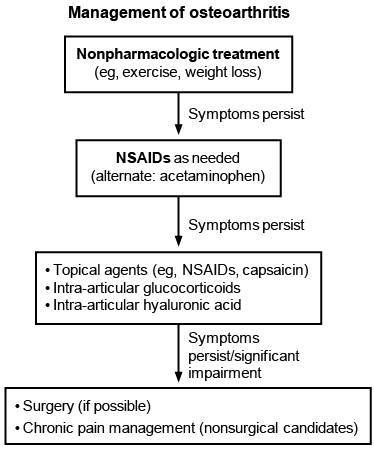 Management of osteoarthritis
Nonpharmacologic treatment
(eg, exercise, weight loss)
Symptoms persist
NSAIDs as needed
(alternate: acetaminophen)
Symptoms persist
• Topical agents (eg, NSAIDs, capsaicin)
• Intra-articular glucocorticoids
• Intra-articular hyaluronic acid
Symptoms
persist/significant
impairment
• Surgery (if possible)
• Chronic pain management (nonsurgical candidates)